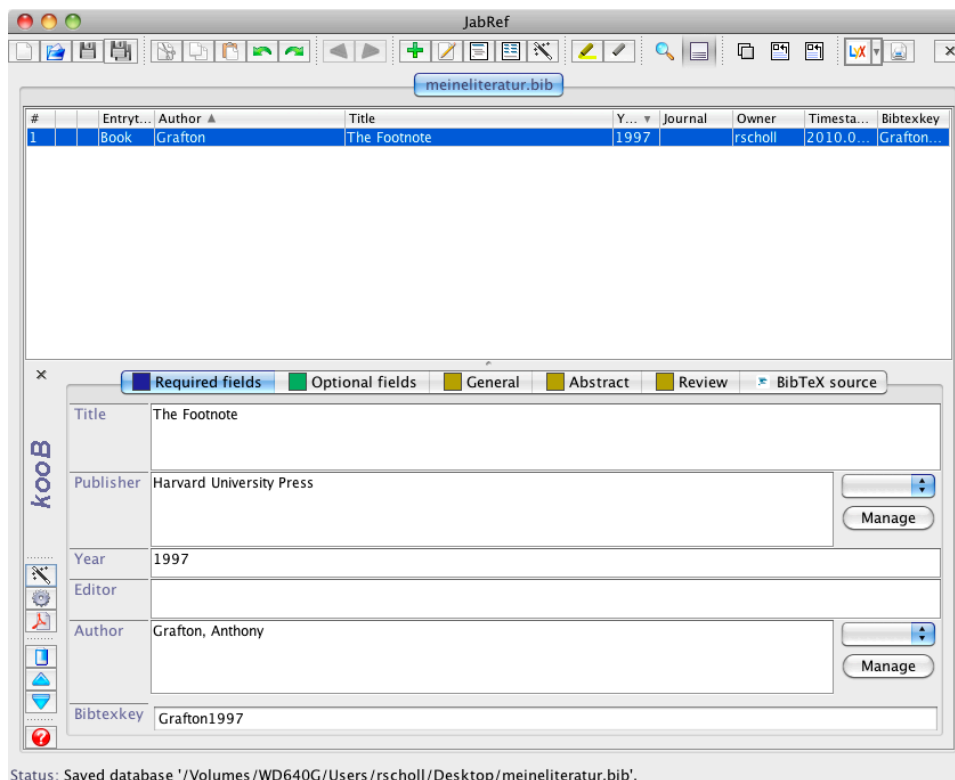 JabRef
LyX
meineliteratur.bib
# Entryt... Author Title Y... Journal Owner Timesta... Bibtexkey
1 Book Grafton The Footnote 1997 rscholl 2010.0... Grafton...
Required fields Optional fields General Abstract Review BibTeX source
Title The Footnote
Book
Publisher Harvard University Press
Manage
Year 1997
Editor
Author Grafton, Anthony
Manage
Bibtexkey Grafton1997
Status: Saved database '/Volumes/WD640G/Users/rscholl/Desktop/meineliteratur.bib'.